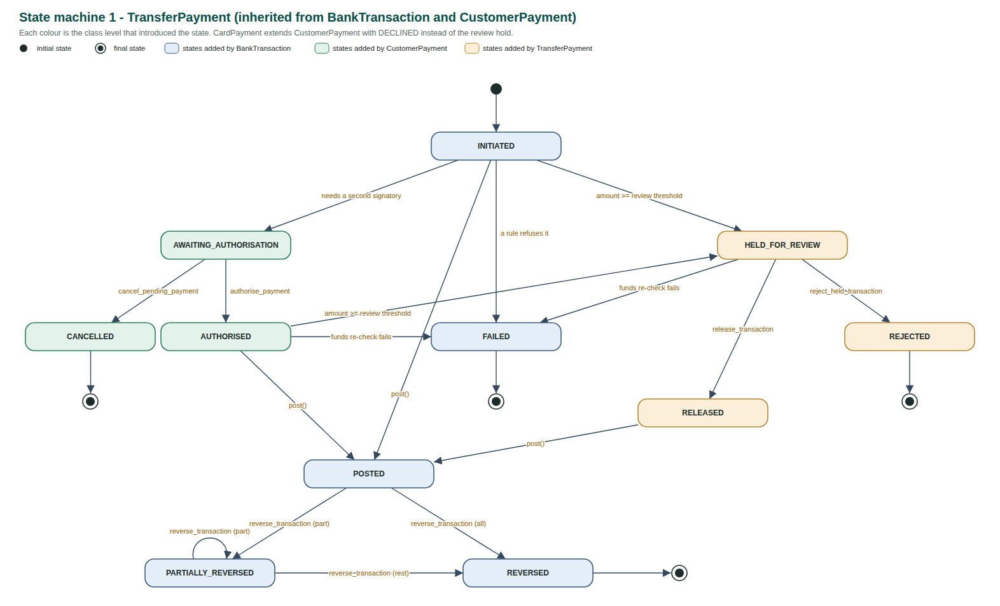 State machine 1 - TransferPayment (inherited from BankTransaction and CustomerPayment)
Each colour is the class level that introduced the state. CardPayment extends CustomerPayment with DECLINED instead of the review hold.
initial state
final state
states added by BankTransaction
states added by CustomerPayment
states added by TransferPayment
INITIATED
needs a second signatory
amount >= review threshold
a rule refuses it
AWAITING_AUTHORISATION
HELD_FOR_REVIEW
cancel_pending_payment
authorise_payment
funds re-check fails
reject_held_transaction
amount >= review threshold
release_transaction
CANCELLED
AUTHORISED
funds re-check fails
FAILED
REJECTED
post()
post()
RELEASED
post()
POSTED
reverse_transaction (part)
reverse_transaction (all)
reverse_transaction (part)
PARTIALLY_REVERSED
reverse_transaction (rest)
REVERSED